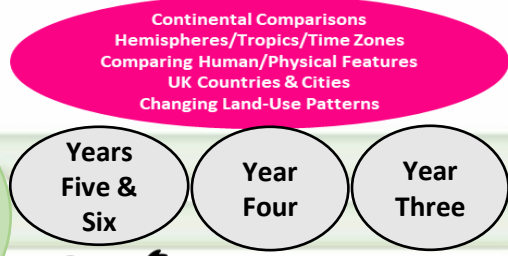 Continental Comparisons
Hemispheres/Tropics/Time Zones
Comparing Human/Physical Features
UK Countries & Cities
Changing Land-Use Patterns
Years
Five &
Six
Year
Four
Year
Three